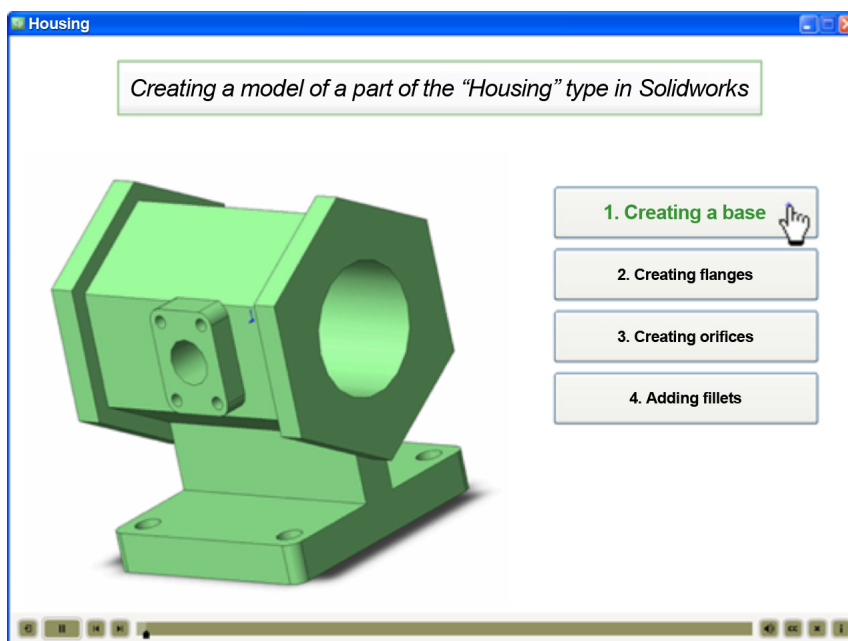 Housing
Creating a model of a part of the “Housing” type in Solidworks
1. Creating a base
2. Creating flanges
3. Creating orifices
4. Adding fillets
CC
i